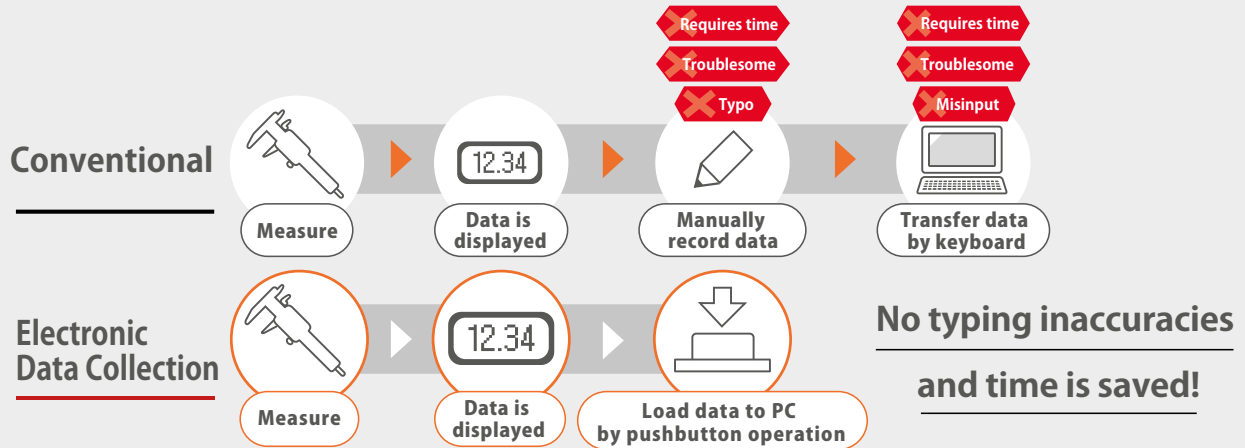 Requires time
Troublesome
Typo
Requires time
Troublesome
Misinput
Conventional
12.34
Measure
Data is
displayed
Manually
record data
Transfer data
by keyboard
Electronic
Data Collection
12.34
Measure
Data is
displayed
Load data to PC
by pushbutton operation
No typing inaccuracies
and time is saved!